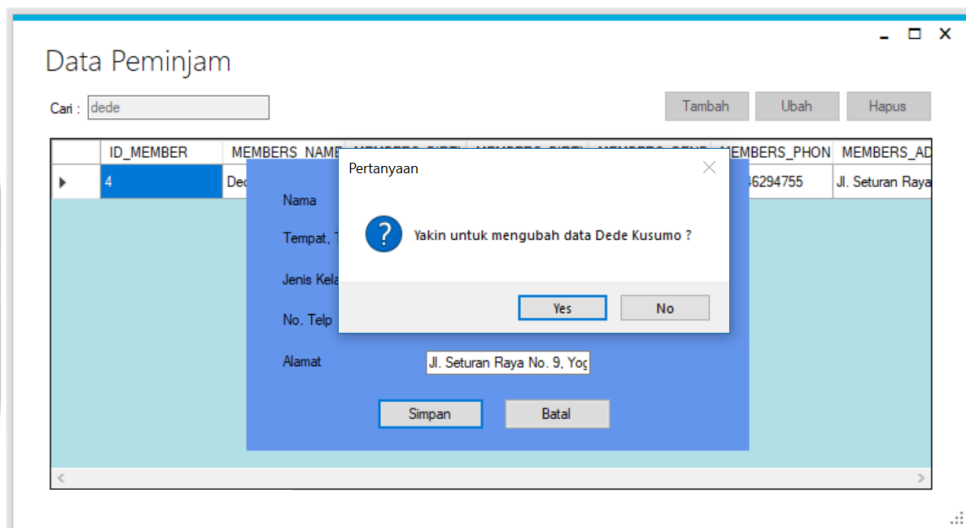 Data Peminjam
Cari : dede
Tambah Ubah Hapus
ID_MEMBER MEMBERS_NAME MEMBERS_PHON MEMBERS_AD
4 Jl. Seturan Raya
Pertanyaan
Yakin untuk mengubah data Dede Kusumo ?
Yes No
Nama
Tempat,
Jenis Kela
No. Telp
Alamat Jl. Seturan Raya No. 9, Yog
Simpan Batal